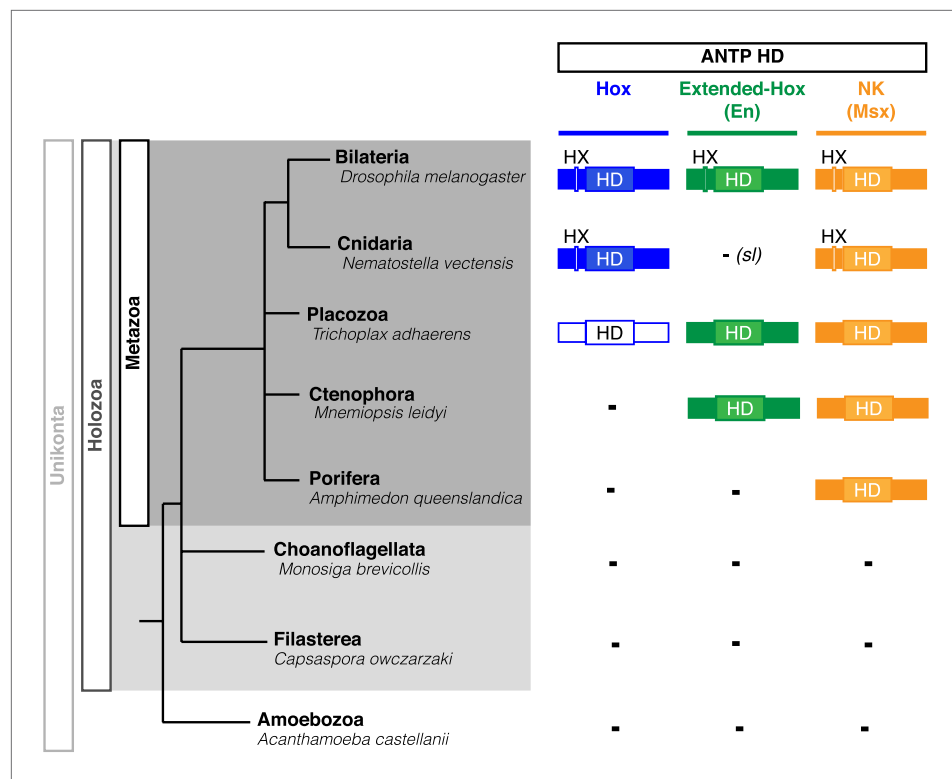 ANTP HD
Hox
Extended-Hox
(En)
NK
(Msx)
Unikonta
Holozoa
Metazoa
Bilateria
Drosophila melanogaster
HX
HD
HX
HD
HX
HD
Cnidaria
Nematostella vectensis
HX
HD
- (sl)
HX
HD
Placozoa
Trichoplax adhaerens
HD
HD
HD
Ctenophora
Mnemiopsis leidyi
-
HD
HD
Porifera
Amphimedon queenslandica
-
-
HD
Choanoflagellata
Monosiga brevicollis
-
-
-
Filasterea
Capsaspora owczarzaki
-
-
-
Amoebozoa
Acanthamoeba castellanii
-
-
-